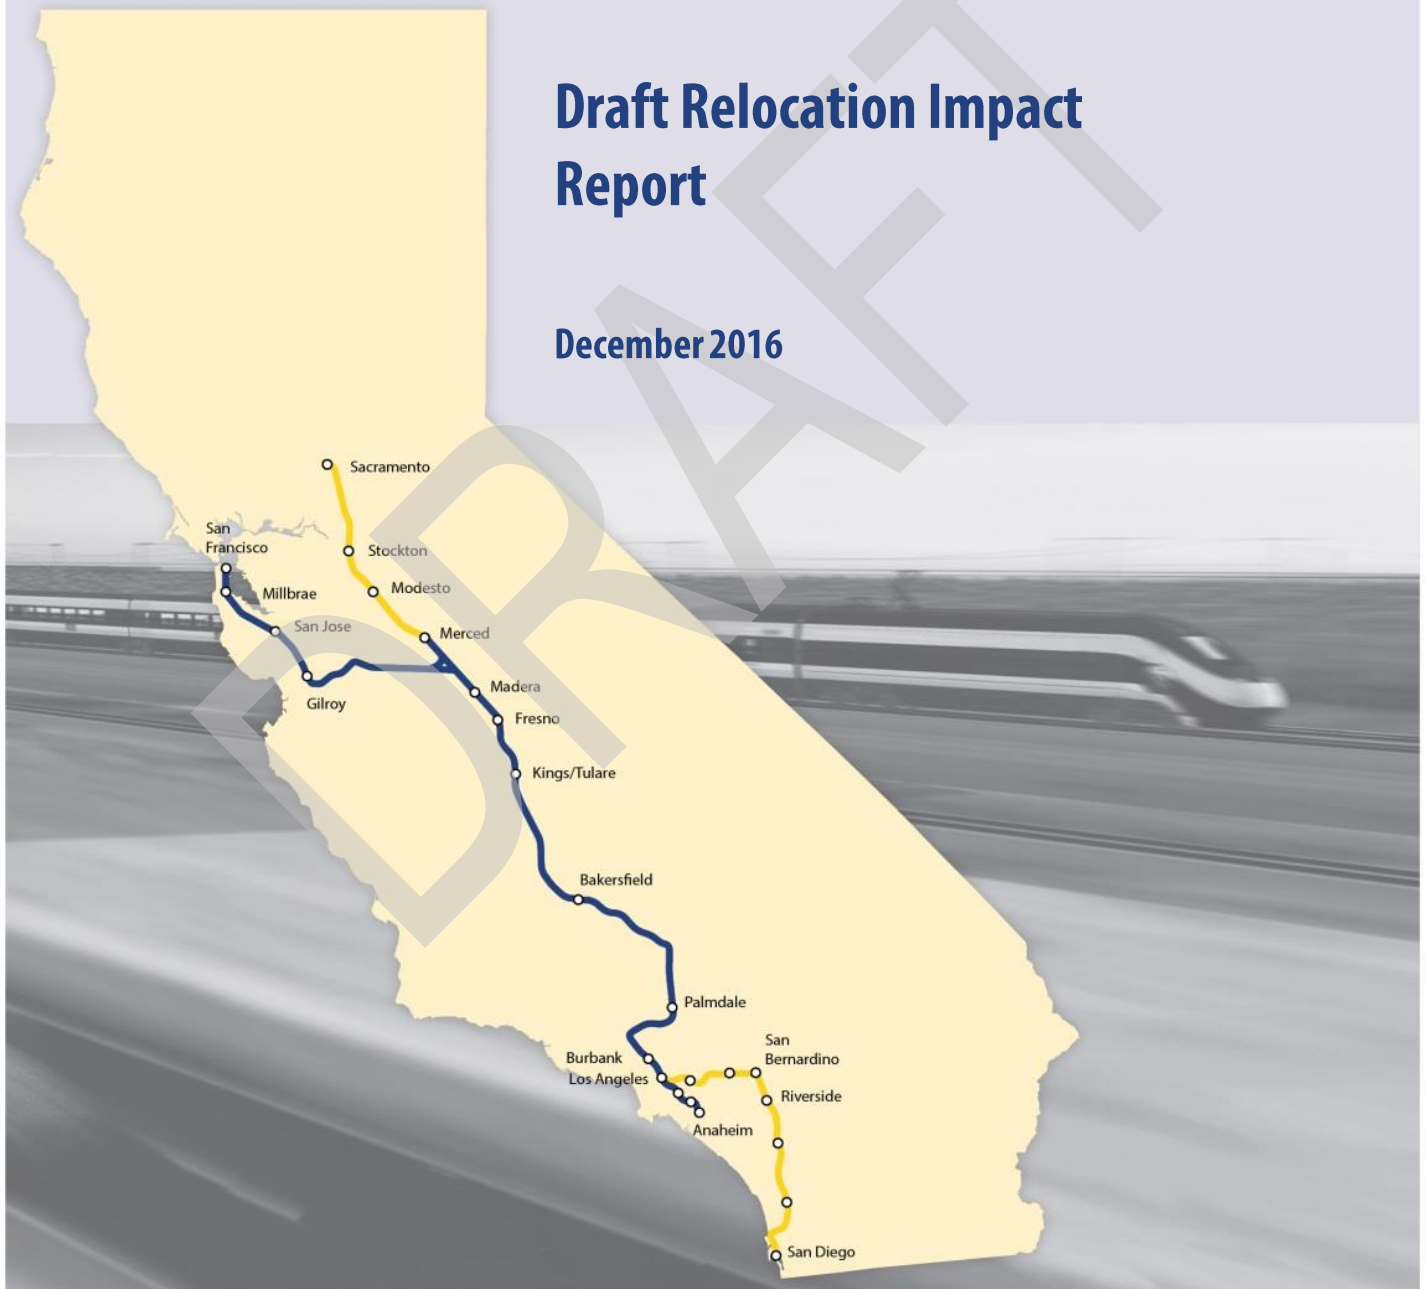 Draft Relocation Impact
Report
December 2016
DRAFT
Sacramento
San
Francisco
Stockton
Modesto
Millbrae
San Jose
Merced
Gilroy
Madera
Fresno
Kings/Tulare
Bakersfield
Palmdale
San
Bernardino
Burbank
Los Angeles
Riverside
Anaheim
San Diego